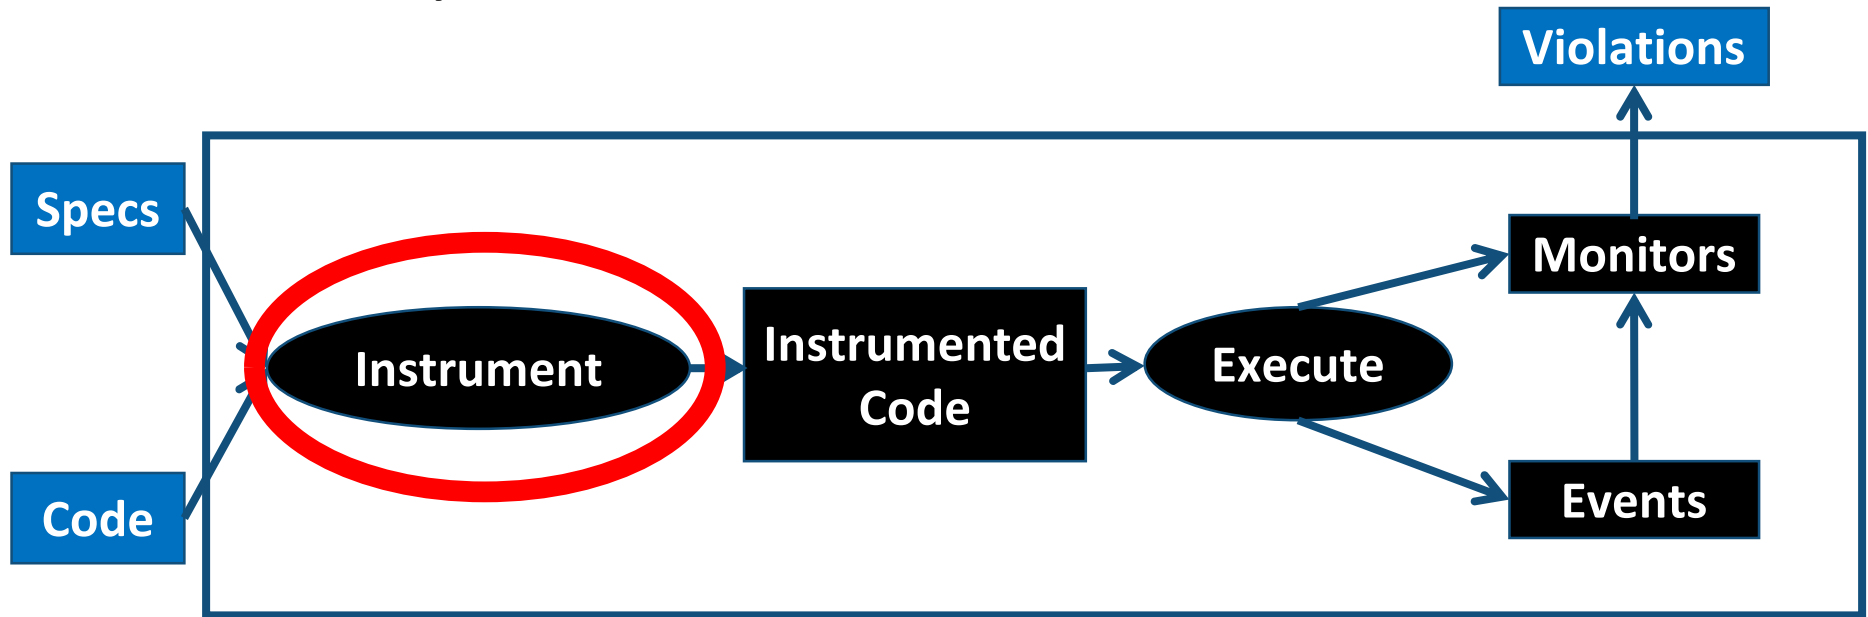 Violations
Specs
Monitors
Instrument
Instrumented
Code
Execute
Code
Events